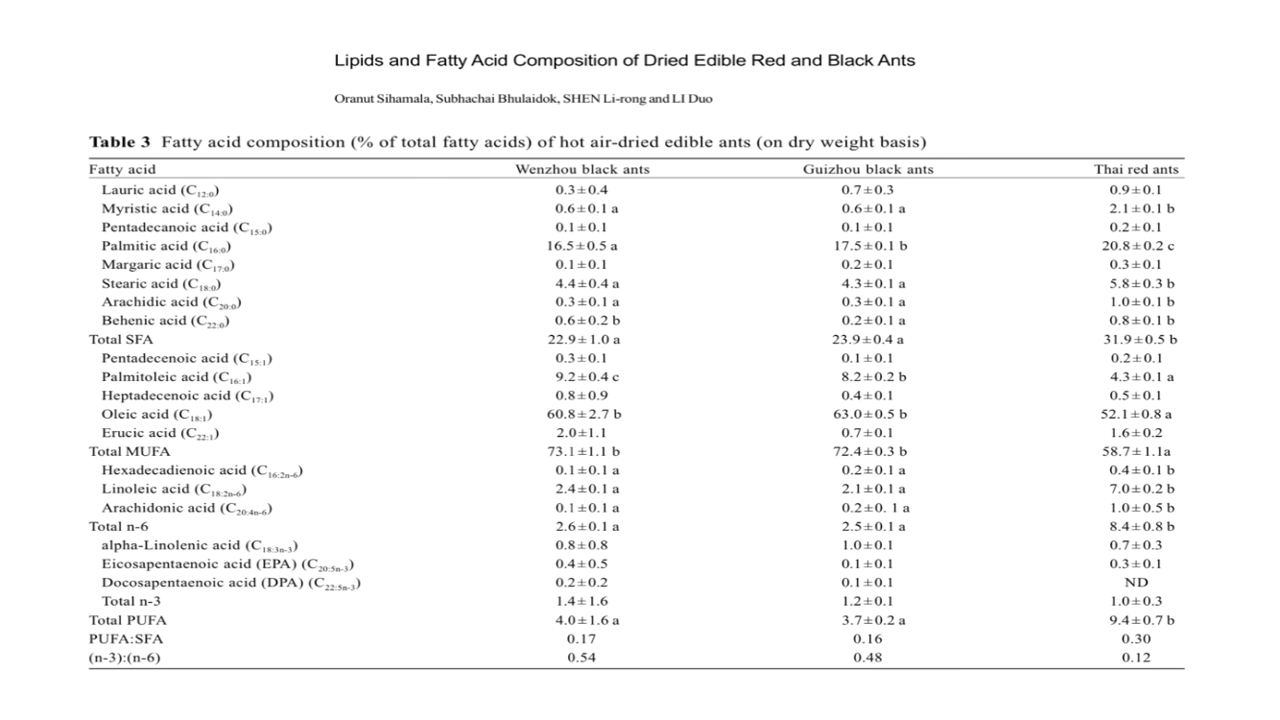 Lipids and Fatty Acid Composition of Dried Edible Red and Black Ants
Oranut Sihamala, Subhachai Bhulaidok, SHEN Li-rong and LI Duo
Table 3 Fatty acid composition (% of total fatty acids) of hot air-dried edible ants (on dry weight basis)
Fatty acid Wenzhou black ants Guizhou black ants Thai red ants
Lauric acid (C12:0) 0.3±0.4 0.7±0.3 0.9±0.1
Myristic acid (C14:0) 0.6±0.1 a 0.6±0.1 a 2.1±0.1 b
Pentadecanoic acid (C15:0) 0.1±0.1 0.1±0.1 0.2±0.1
Palmitic acid (C16:0) 16.5±0.5 a 17.5±0.1 b 20.8±0.2 c
Margaric acid (C17:0) 0.1±0.1 0.2±0.1 0.3±0.1
Stearic acid (C18:0) 4.4±0.4 a 4.3±0.1 a 5.8±0.3 b
Arachidic acid (C20:0) 0.3±0.1 a 0.3±0.1 a 1.0±0.1 b
Behenic acid (C22:0) 0.6±0.2 b 0.2±0.1 a 0.8±0.1 b
Total SFA 22.9±1.0 a 23.9±0.4 a 31.9±0.5 b
Pentadecenoic acid (C15:1) 0.3±0.1 0.1±0.1 0.2±0.1
Palmitoleic acid (C16:1) 9.2±0.4 c 8.2±0.2 b 4.3±0.1 a
Heptadecenoic acid (C17:1) 0.8±0.9 0.4±0.1 0.5±0.1
Oleic acid (C18:1) 60.8±2.7 b 63.0±0.5 b 52.1±0.8 a
Erucic acid (C22:1) 2.0±1.1 0.7±0.1 1.6±0.2
Total MUFA 73.1±1.1 b 72.4±0.3 b 58.7±1.1a
Hexadecadienoic acid (C16:2n-6) 0.1±0.1 a 0.2±0.1 a 0.4±0.1 b
Linoleic acid (C18:2n-6) 2.4±0.1 a 2.1±0.1 a 7.0±0.2 b
Arachidonic acid (C20:4n-6) 0.1±0.1 a 0.2±0. 1 a 1.0±0.5 b
Total n-6 2.6±0.1 a 2.5±0.1 a 8.4±0.8 b
alpha-Linolenic acid (C18:3n-3) 0.8±0.8 1.0±0.1 0.7±0.3
Eicosapentaenoic acid (EPA) (C20:5n-3) 0.4±0.5 0.1±0.1 0.3±0.1
Docosapentaenoic acid (DPA) (C22:5n-3) 0.2±0.2 0.1±0.1 ND
Total n-3 1.4±1.6 1.2±0.1 1.0±0.3
Total PUFA 4.0±1.6 a 3.7±0.2 a 9.4±0.7 b
PUFA:SFA 0.17 0.16 0.30
(n-3):(n-6) 0.54 0.48 0.12